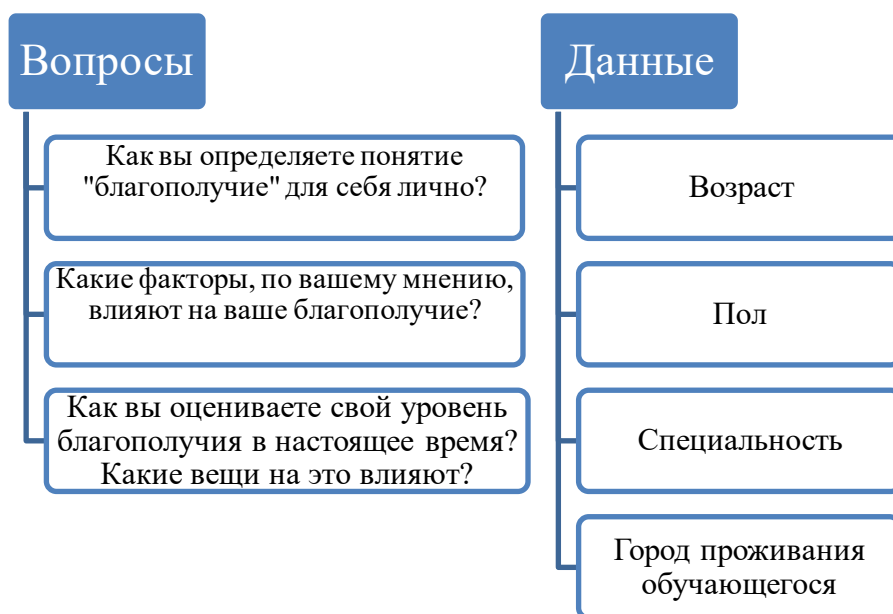 Вопросы
Как вы определяете понятие
"благополучие" для себя лично?
Какие факторы, по вашему мнению,
влияют на ваше благополучие?
Как вы оцениваете свой уровень
благополучия в настоящее время?
Какие вещи на это влияют?
Данные
Возраст
Пол
Специальность
Город проживания
обучающегося